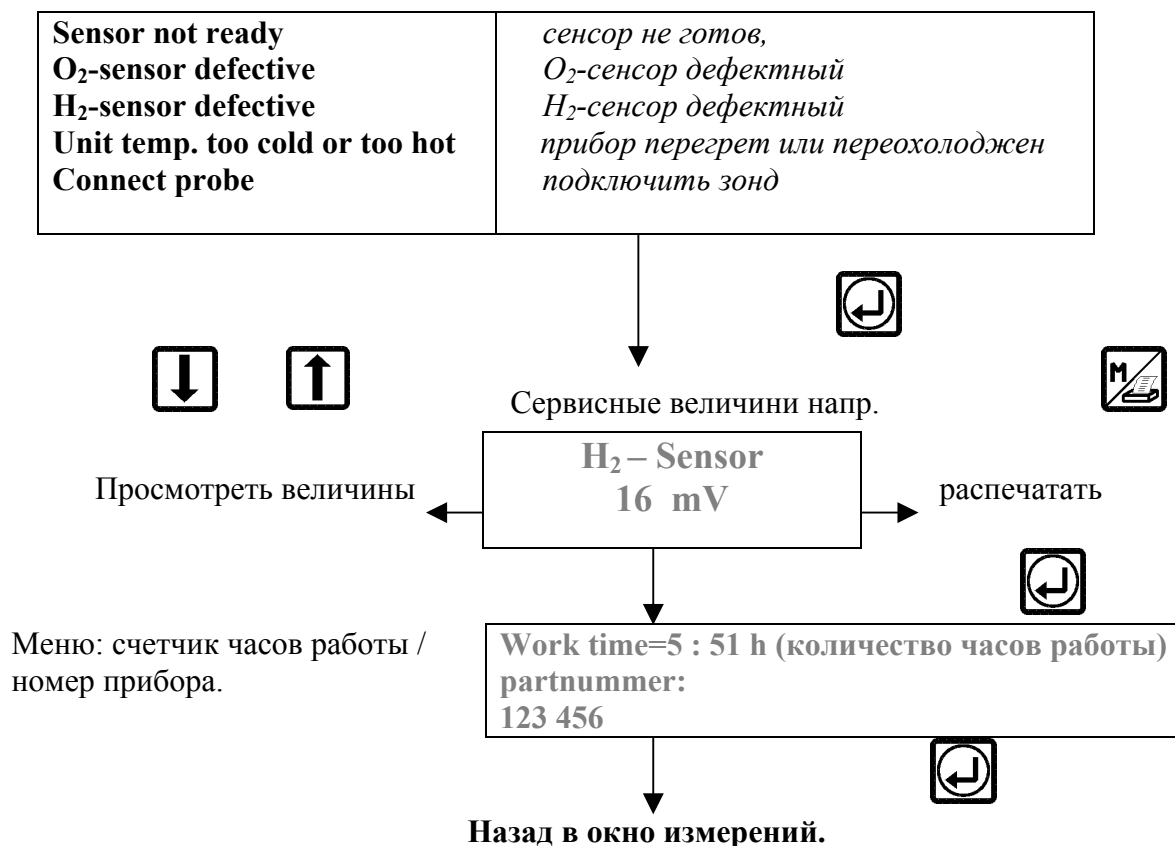 Sensor not ready сенсор не готов,
O₂-sensor defective O₂-сенсор дефектный
H₂-sensor defective H₂-сенсор дефектный
Unit temp. too cold or too hot прибор перегрет или переохолоджен
Connect probe подключить зонд
M
Сервисные величини напр.
H₂ – Sensor
Просмотреть величины 16 mV распечатать
Меню: счетчик часов работы / Work time=5 : 51 h (количество часов работы)
номер прибора. partnummer:
123 456
Назад в окно измерений.